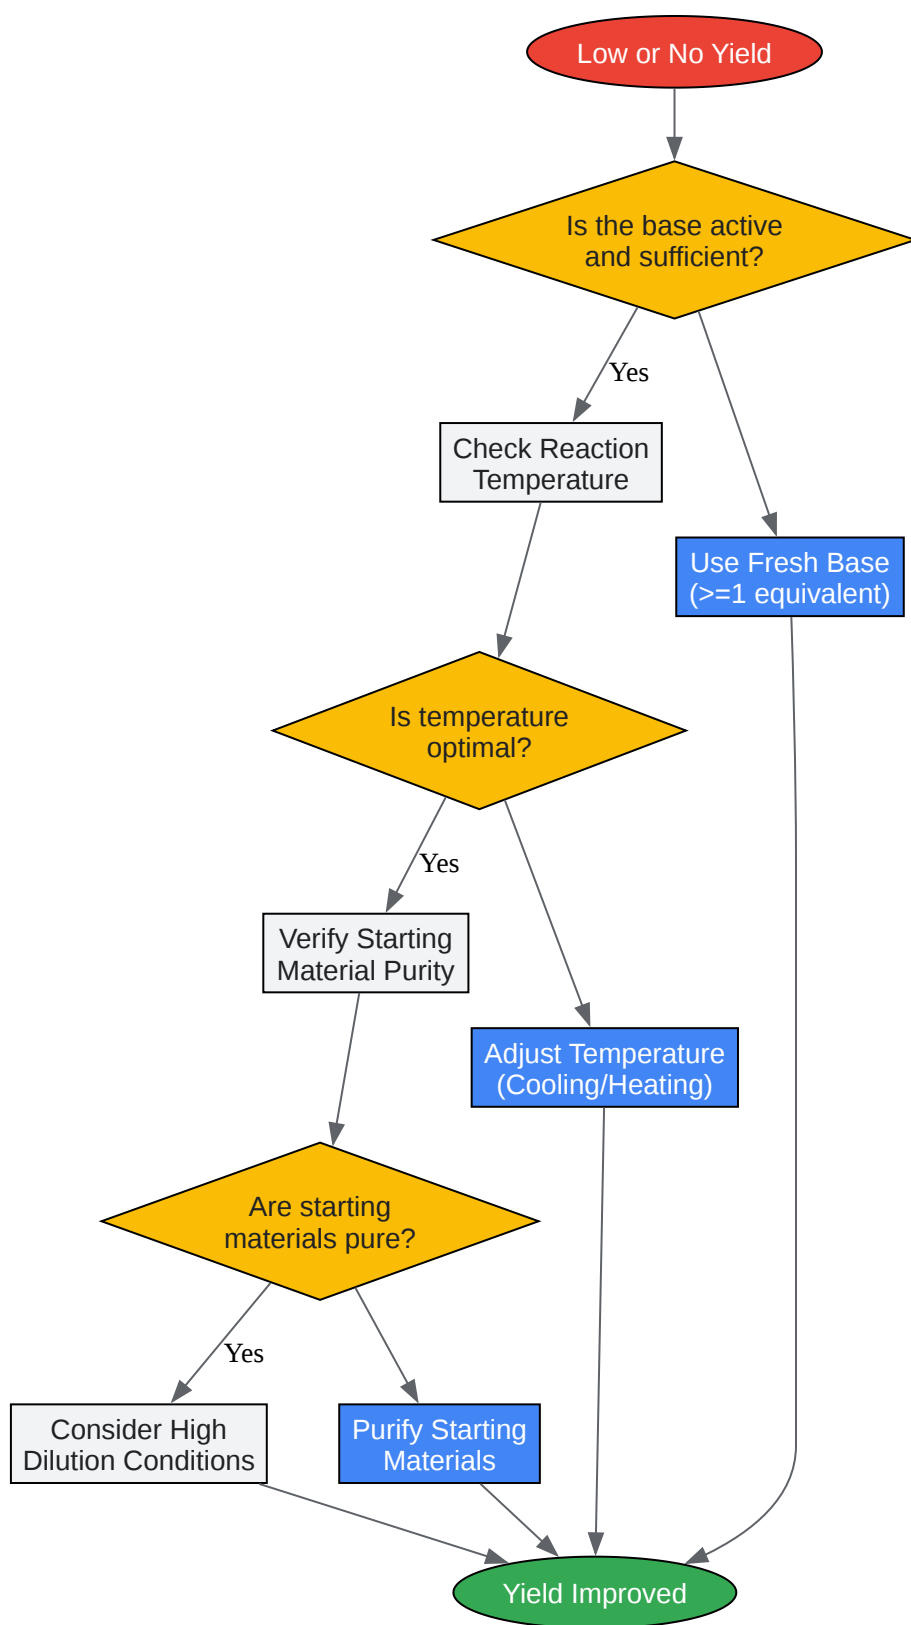 Low or No Yield
Is the base active
and sufficient?
Yes
Check Reaction
Temperature
Use Fresh Base
(>=1 equivalent)
Is temperature
optimal?
Yes
Verify Starting
Material Purity
Adjust Temperature
(Cooling/Heating)
Are starting
materials pure?
Yes
Consider High
Dilution Conditions
Purify Starting
Materials
Yield Improved